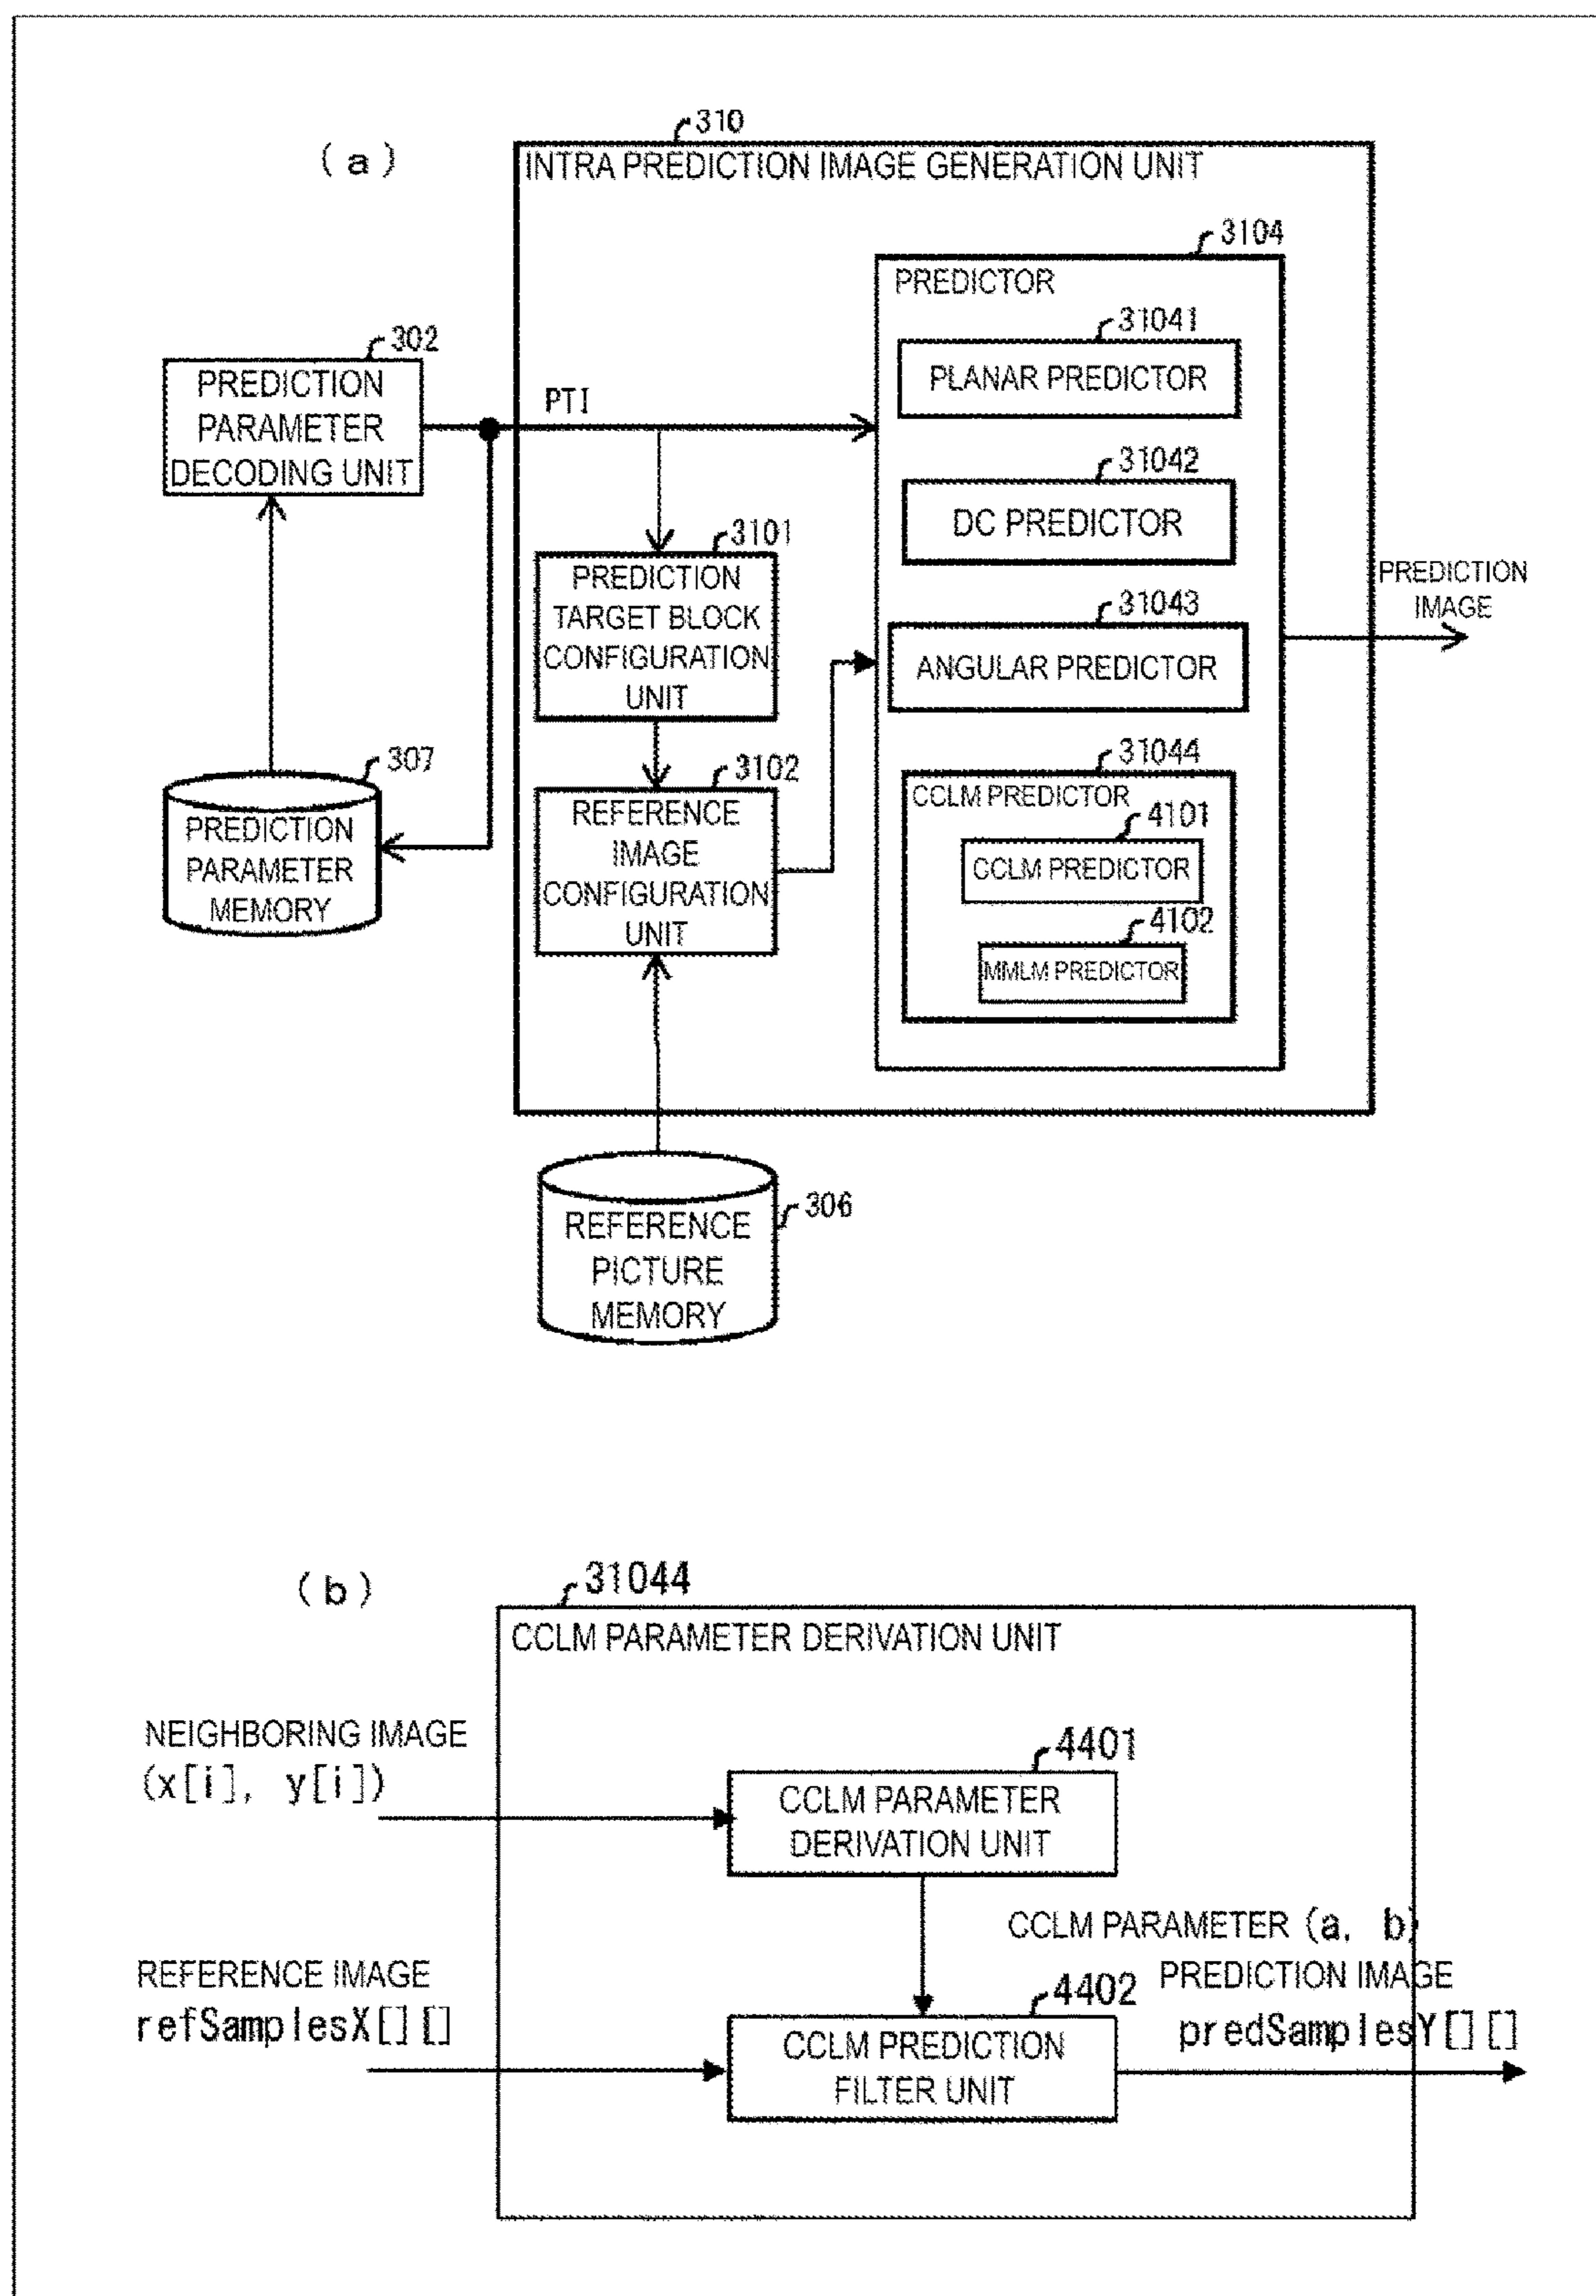 (a)
310
INTRA PREDICTION IMAGE GENERATION UNIT
3104
PREDICTOR
31041
PLANAR PREDICTOR
302
PREDICTION
PARAMETER
DECODING UNIT
PTI
31042
DC PREDICTOR
3101
PREDICTION
TARGET BLOCK
CONFIGURATION
UNIT
PREDICTION
IMAGE
31043
ANGULAR PREDICTOR
307
PREDICTION
PARAMETER
MEMORY
3102
REFERENCE
IMAGE
CONFIGURATION
UNIT
31044
CCLM PREDICTOR
4101
CCLM PREDICTOR
4102
MMLM PREDICTOR
306
REFERENCE
PICTURE
MEMORY
(b)
31044
CCLM PARAMETER DERIVATION UNIT
NEIGHBORING IMAGE
(x[i], y[i])
4401
CCLM PARAMETER
DERIVATION UNIT
CCLM PARAMETER (a, b)
REFERENCE IMAGE
refSamplesX[][]
4402
CCLM PREDICTION
FILTER UNIT
PREDICTION IMAGE
predSamplesY[][]